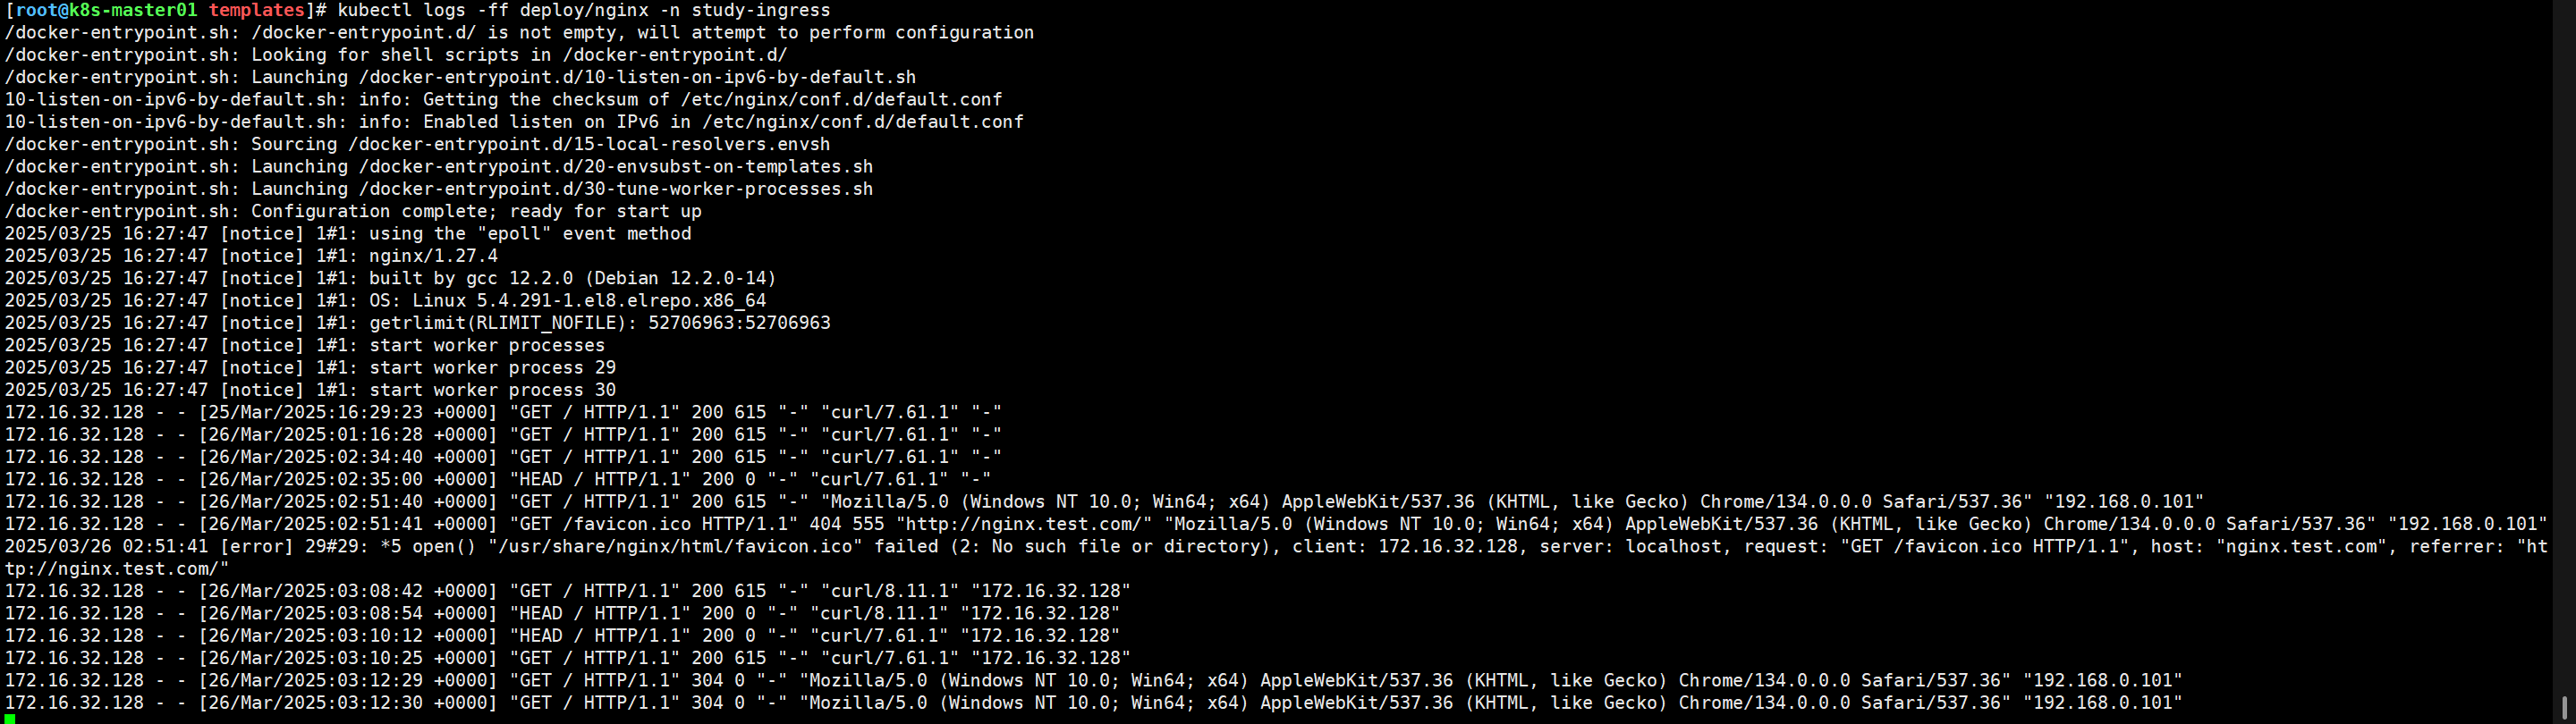 [root@k8s-master01 templates]# kubectl logs -ff deploy/nginx -n study-ingress
/docker-entrypoint.sh: /docker-entrypoint.d/ is not empty, will attempt to perform configuration
/docker-entrypoint.sh: Looking for shell scripts in /docker-entrypoint.d/
/docker-entrypoint.sh: Launching /docker-entrypoint.d/10-listen-on-ipv6-by-default.sh
10-listen-on-ipv6-by-default.sh: info: Getting the checksum of /etc/nginx/conf.d/default.conf
10-listen-on-ipv6-by-default.sh: info: Enabled listen on IPv6 in /etc/nginx/conf.d/default.conf
/docker-entrypoint.sh: Sourcing /docker-entrypoint.d/15-local-resolvers.envsh
/docker-entrypoint.sh: Launching /docker-entrypoint.d/20-envsubst-on-templates.sh
/docker-entrypoint.sh: Launching /docker-entrypoint.d/30-tune-worker-processes.sh
/docker-entrypoint.sh: Configuration complete; ready for start up
2025/03/25 16:27:47 [notice] 1#1: using the "epoll" event method
2025/03/25 16:27:47 [notice] 1#1: nginx/1.27.4
2025/03/25 16:27:47 [notice] 1#1: built by gcc 12.2.0 (Debian 12.2.0-14)
2025/03/25 16:27:47 [notice] 1#1: OS: Linux 5.4.291-1.el8.elrepo.x86_64
2025/03/25 16:27:47 [notice] 1#1: getrlimit(RLIMIT_NOFILE): 52706963:52706963
2025/03/25 16:27:47 [notice] 1#1: start worker processes
2025/03/25 16:27:47 [notice] 1#1: start worker process 29
2025/03/25 16:27:47 [notice] 1#1: start worker process 30
172.16.32.128 - - [25/Mar/2025:16:29:23 +0000] "GET / HTTP/1.1" 200 615 "-" "curl/7.61.1" "-"
172.16.32.128 - - [26/Mar/2025:01:16:28 +0000] "GET / HTTP/1.1" 200 615 "-" "curl/7.61.1" "-"
172.16.32.128 - - [26/Mar/2025:02:34:40 +0000] "GET / HTTP/1.1" 200 615 "-" "curl/7.61.1" "-"
172.16.32.128 - - [26/Mar/2025:02:35:00 +0000] "HEAD / HTTP/1.1" 200 0 "-" "curl/7.61.1" "-"
172.16.32.128 - - [26/Mar/2025:02:51:40 +0000] "GET / HTTP/1.1" 200 615 "-" "Mozilla/5.0 (Windows NT 10.0; Win64; x64) AppleWebKit/537.36 (KHTML, like Gecko) Chrome/134.0.0.0 Safari/537.36" "192.168.0.101"
172.16.32.128 - - [26/Mar/2025:02:51:41 +0000] "GET /favicon.ico HTTP/1.1" 404 555 "http://nginx.test.com/" "Mozilla/5.0 (Windows NT 10.0; Win64; x64) AppleWebKit/537.36 (KHTML, like Gecko) Chrome/134.0.0.0 Safari/537.36" "192.168.0.101"
2025/03/26 02:51:41 [error] 29#29: *5 open() "/usr/share/nginx/html/favicon.ico" failed (2: No such file or directory), client: 172.16.32.128, server: localhost, request: "GET /favicon.ico HTTP/1.1", host: "nginx.test.com", referrer: "ht
tp://nginx.test.com/"
172.16.32.128 - - [26/Mar/2025:03:08:42 +0000] "GET / HTTP/1.1" 200 615 "-" "curl/8.11.1" "172.16.32.128"
172.16.32.128 - - [26/Mar/2025:03:08:54 +0000] "HEAD / HTTP/1.1" 200 0 "-" "curl/8.11.1" "172.16.32.128"
172.16.32.128 - - [26/Mar/2025:03:10:12 +0000] "HEAD / HTTP/1.1" 200 0 "-" "curl/7.61.1" "172.16.32.128"
172.16.32.128 - - [26/Mar/2025:03:10:25 +0000] "GET / HTTP/1.1" 200 615 "-" "curl/7.61.1" "172.16.32.128"
172.16.32.128 - - [26/Mar/2025:03:12:29 +0000] "GET / HTTP/1.1" 304 0 "-" "Mozilla/5.0 (Windows NT 10.0; Win64; x64) AppleWebKit/537.36 (KHTML, like Gecko) Chrome/134.0.0.0 Safari/537.36" "192.168.0.101"
172.16.32.128 - - [26/Mar/2025:03:12:30 +0000] "GET / HTTP/1.1" 304 0 "-" "Mozilla/5.0 (Windows NT 10.0; Win64; x64) AppleWebKit/537.36 (KHTML, like Gecko) Chrome/134.0.0.0 Safari/537.36" "192.168.0.101"